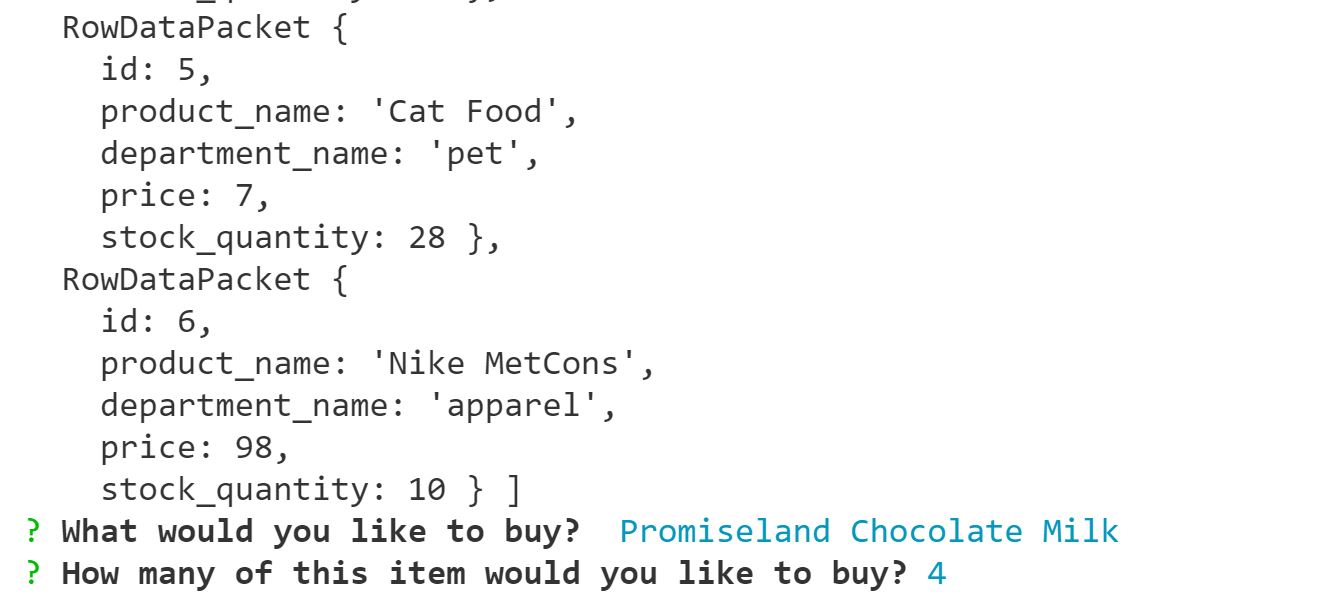 RowDataPacket {
id: 5,
product_name: 'Cat Food',
department_name: 'pet',
price: 7,
stock_quantity: 28 },
RowDataPacket {
id: 6,
product_name: 'Nike MetCons',
department_name: 'apparel',
price: 98,
stock_quantity: 10 } ]
? What would you like to buy? Promiseland Chocolate Milk
? How many of this item would you like to buy? 4